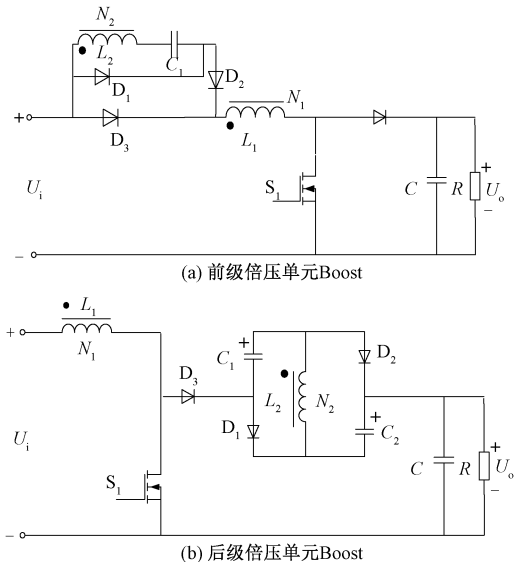 N₂
L₂
C₁
D₁
D₂
D₃
N₁
L₁
+
Uᵢ
S₁
C
R
+
Uₒ
−
−
(a) 前级倍压单元Boost
L₁
N₁
+
D₃
+
C₁
L₂
N₂
D₂
D₁
+
C₂
Uᵢ
S₁
C
R
+
Uₒ
−
−
(b) 后级倍压单元Boost